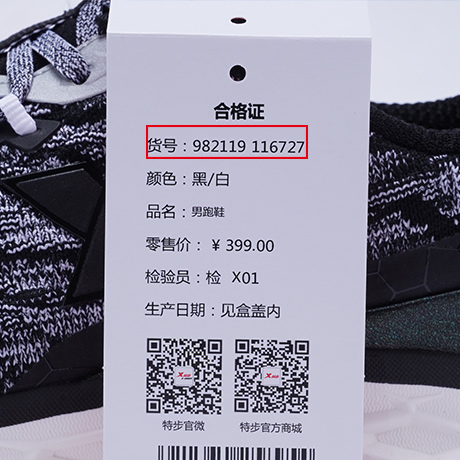 合格证
货号：982119 116727
颜色：黑/白
品名：男跑鞋
零售价：￥399.00
检验员：检 X01
生产日期：见盒盖内
特步官微 特步官方商城